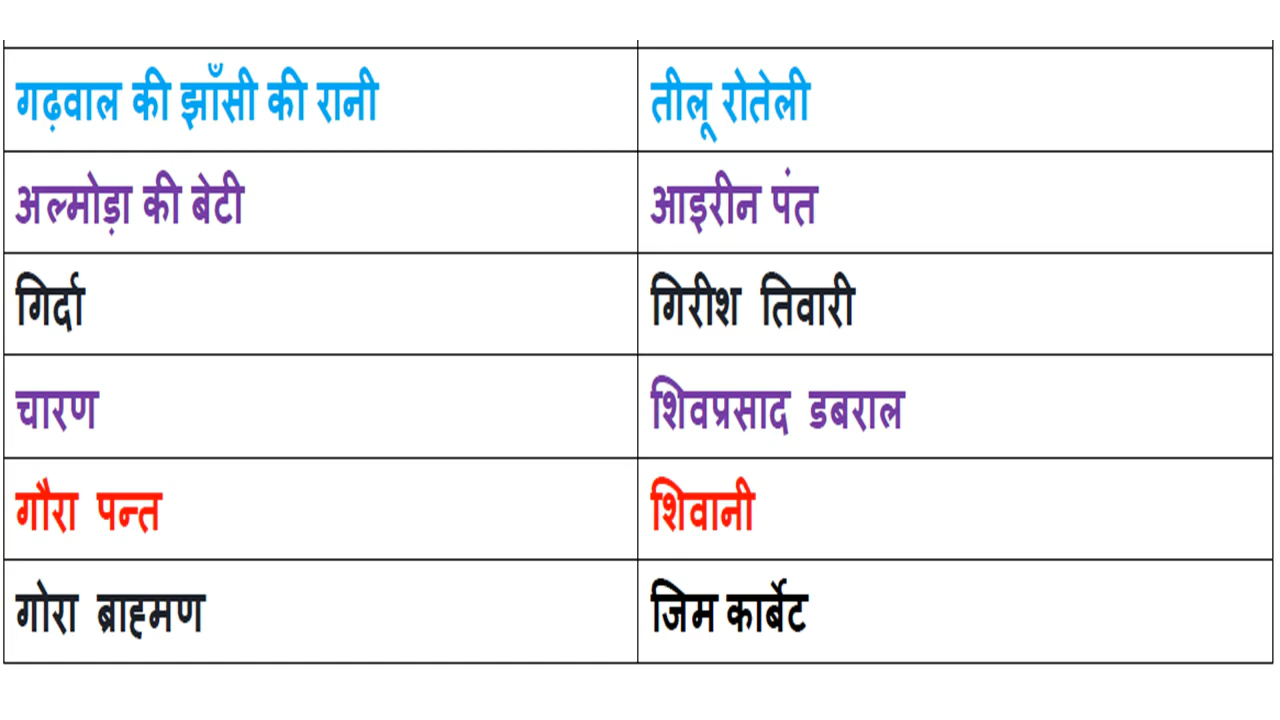 गढ़वाल की झाँसी की रानी तीलू रोतेली
अल्मोड़ा की बेटी आइरीन पंत
गिर्दा गिरीश तिवारी
चारण शिवप्रसाद डबराल
गौरा पन्त शिवानी
गोरा ब्राह्मण जिम कार्बेट